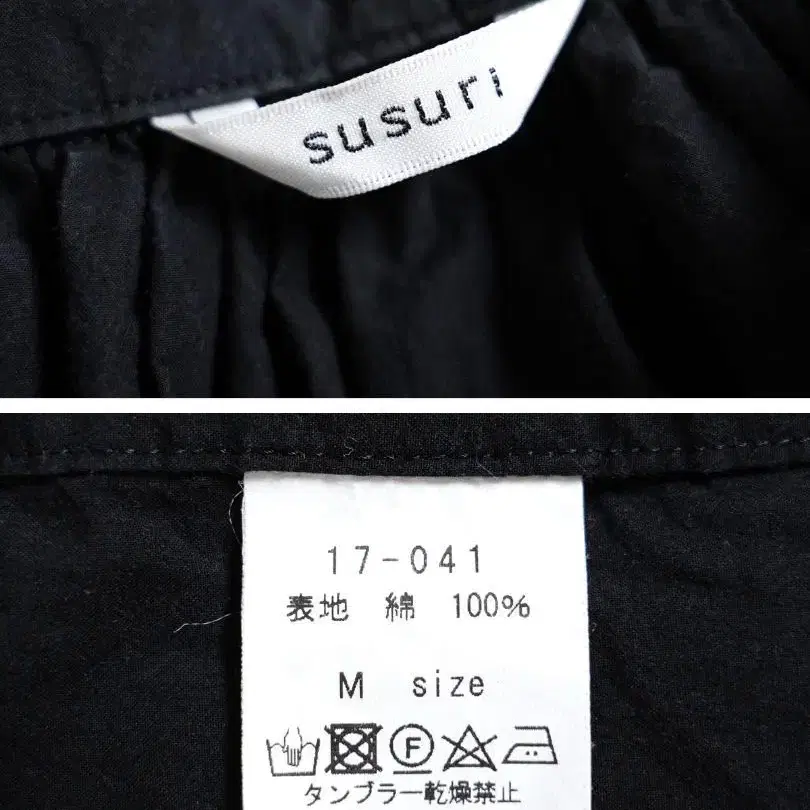 susuri
17-041
表地 綿 100%
M size
F
タンブラー乾燥禁止